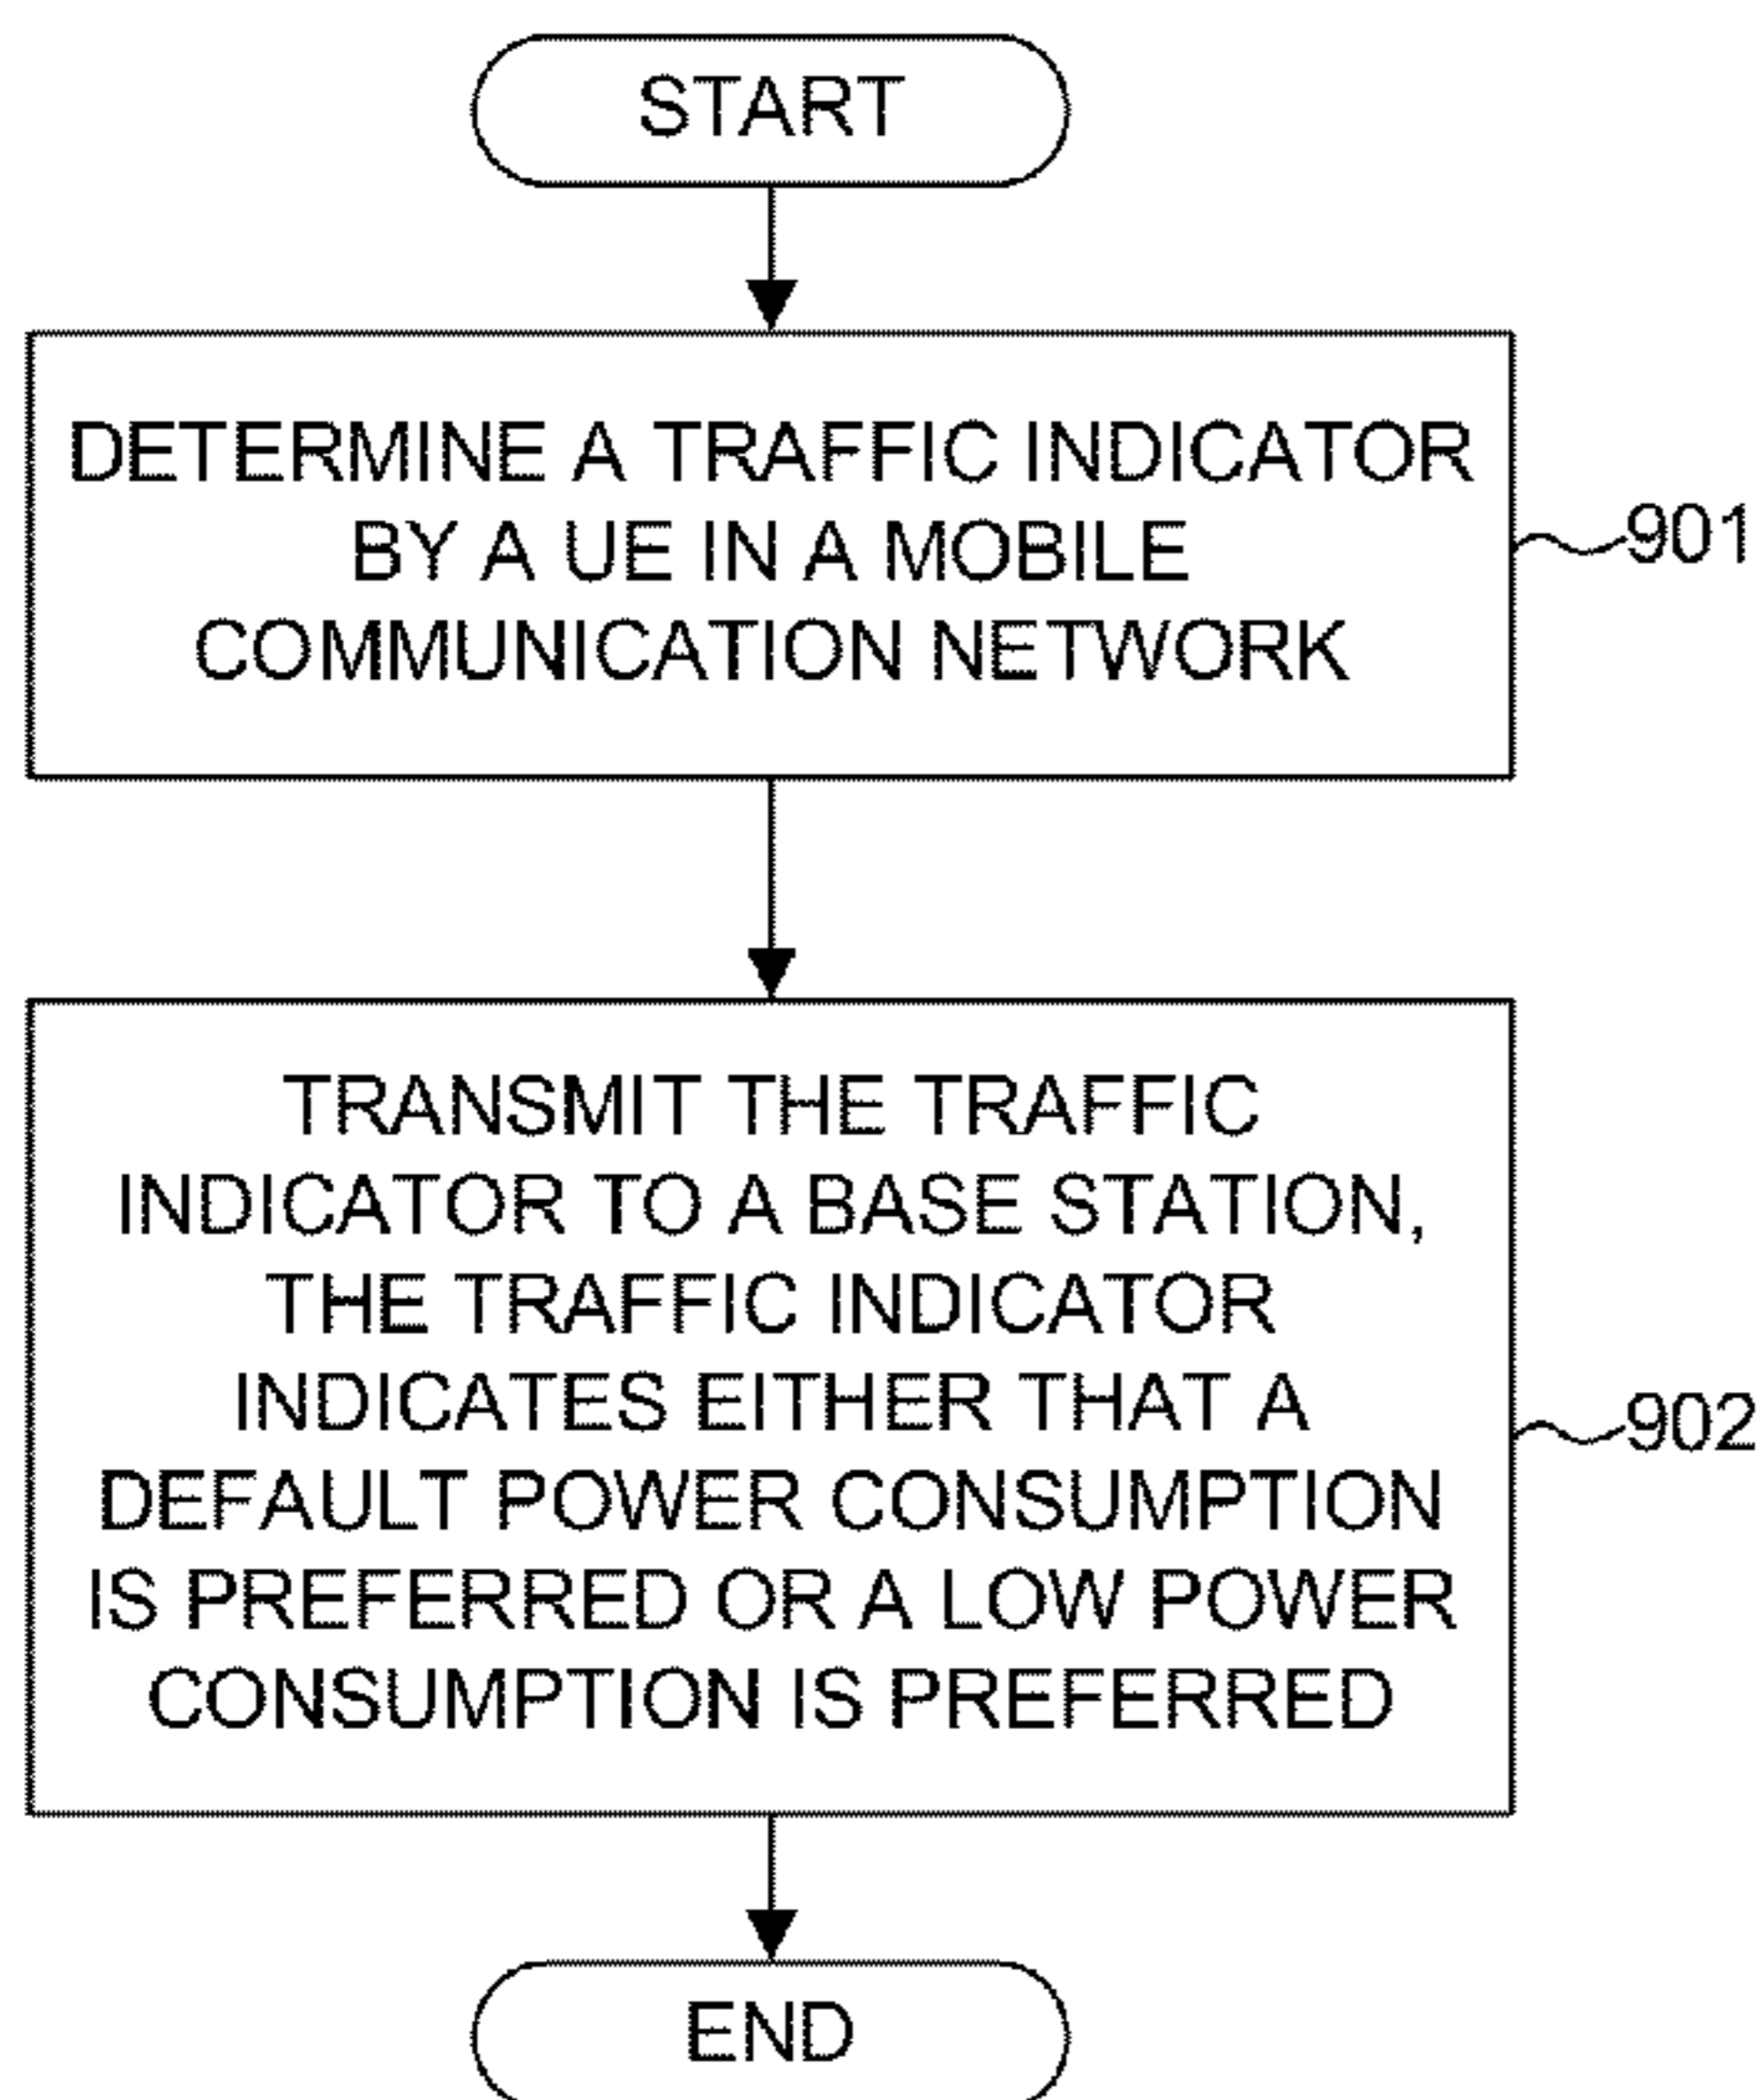 START
DETERMINE A TRAFFIC INDICATOR
BY A UE IN A MOBILE
COMMUNICATION NETWORK
901
TRANSMIT THE TRAFFIC
INDICATOR TO A BASE STATION,
THE TRAFFIC INDICATOR
INDICATES EITHER THAT A
DEFAULT POWER CONSUMPTION
IS PREFERRED OR A LOW POWER
CONSUMPTION IS PREFERRED
902
END